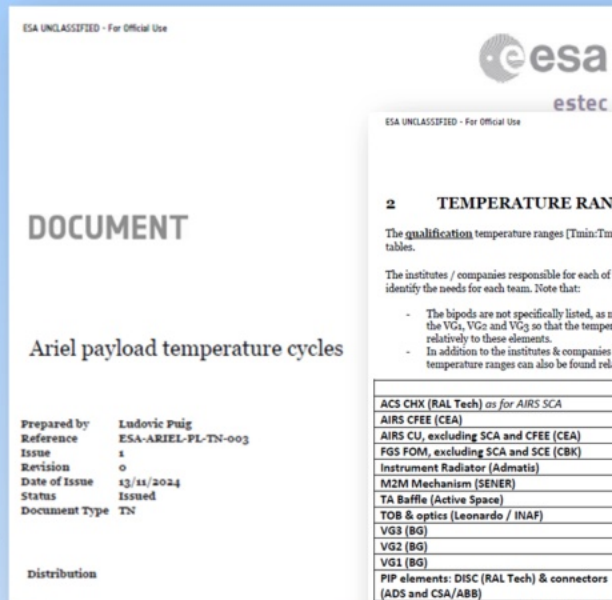 ESA UNCLASSIFIED - For Official Use
esa
estec
DOCUMENT
Ariel payload temperature cycles
Prepared by Ludovic Puig
Reference ESA-ARIEL-PL-TN-003
Issue 1
Revision 0
Date of Issue 13/11/2024
Status Issued
Document Type TN
Distribution
ESA UNCLASSIFIED - For Official Use
2 TEMPERATURE RAN
The qualification temperature ranges [Tmin:Tm
tables.
The institutes / companies responsible for each of
identify the needs for each team. Note that:
- The bipods are not specifically listed, as
the VG1, VG2 and VG3 so that the temper
relatively to these elements.
- In addition to the institutes & companies
temperature ranges can also be found rela
ACS CHX (RAL Tech) as for AIRS SCA
AIRS CFEE (CEA)
AIRS CU, excluding SCA and CFEE (CEA)
FGS FOM, excluding SCA and SCE (CBK)
Instrument Radiator (Admatis)
M2M Mechanism (SENER)
TA Baffle (Active Space)
TOB & optics (Leonardo / INAF)
VG3 (BG)
VG2 (BG)
VG1 (BG)
PIP elements: DISC (RAL Tech) & connectors
(ADS and CSA/ABB)